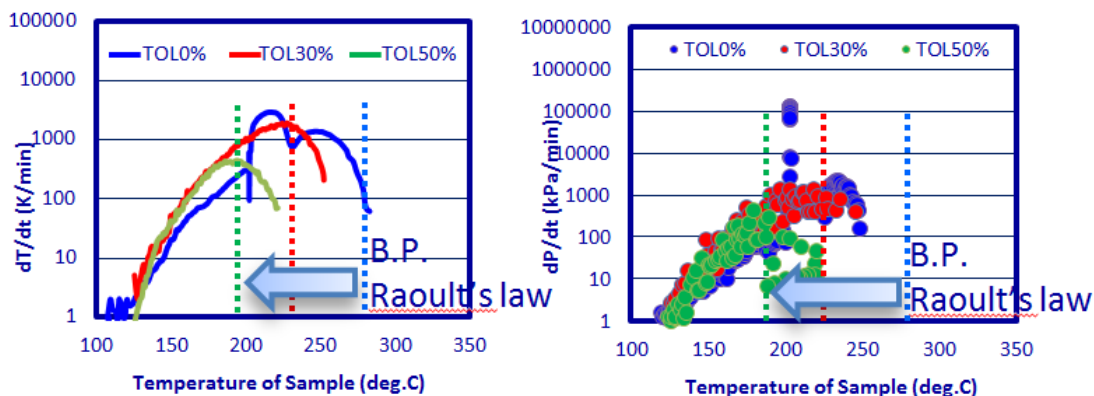 100000
10000
1000
100
10
1
dT/dt (K/min)
TOL0% TOL30% TOL50%
B.P.
Raoult's law
100 150 200 250 300 350
Temperature of Sample (deg.C)
10000000
1000000
100000
10000
1000
100
10
1
dP/dt (kPa/min)
TOL0% TOL30% TOL50%
B.P.
Raoult's law
100 150 200 250 300 350
Temperature of Sample (deg.C)